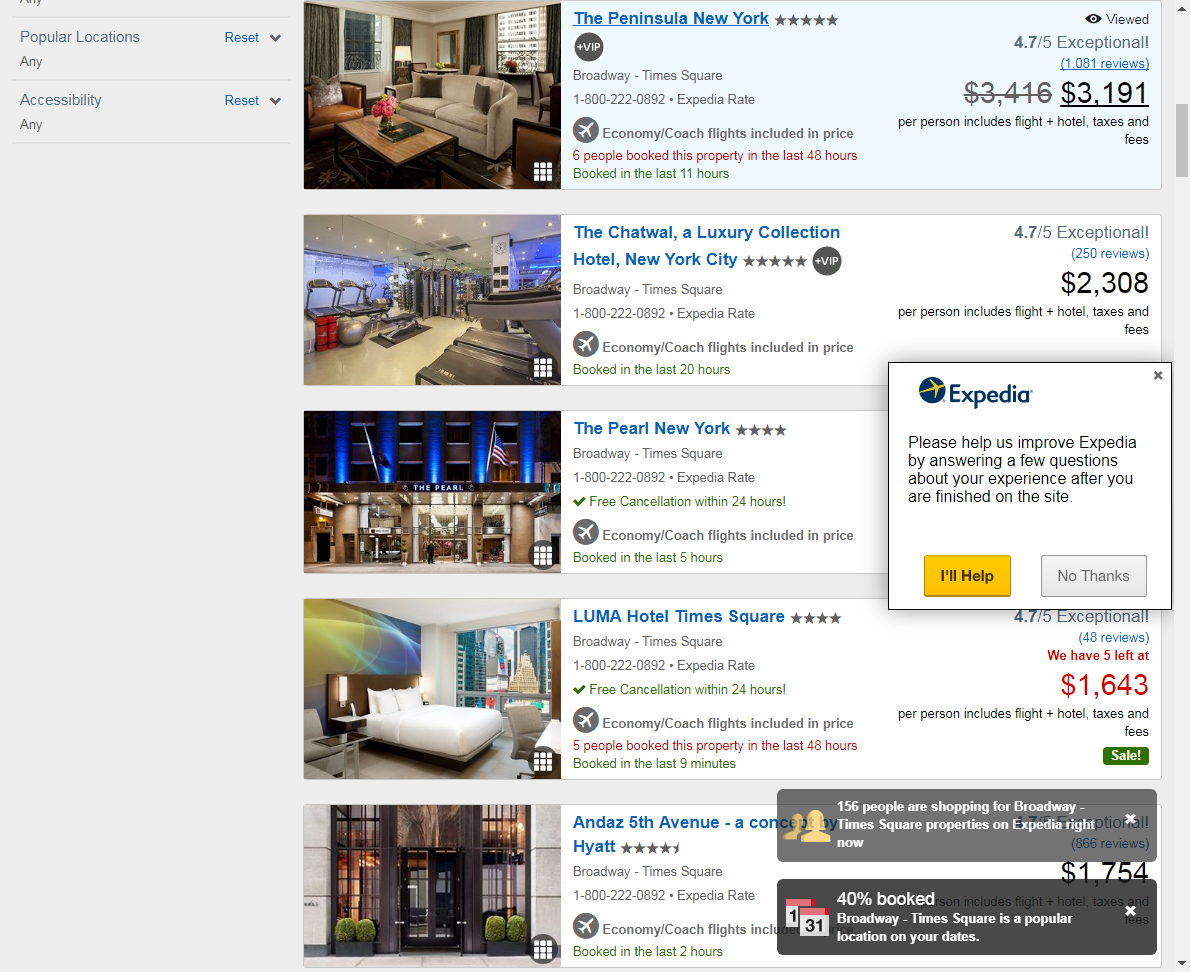 Any
Popular Locations
Reset
Any
Accessibility
Reset
Any
The Peninsula New York
+VIP
Broadway - Times Square
1-800-222-0892 • Expedia Rate
Economy/Coach flights included in price
6 people booked this property in the last 48 hours
Booked in the last 11 hours
Viewed
4.7/5 Exceptional!
(1,081 reviews)
$3,416 $3,191
per person includes flight + hotel, taxes and
fees
The Chatwal, a Luxury Collection
Hotel, New York City
+VIP
Broadway - Times Square
1-800-222-0892 • Expedia Rate
Economy/Coach flights included in price
Booked in the last 20 hours
4.7/5 Exceptional!
(250 reviews)
$2,308
per person includes flight + hotel, taxes and
fees
THE PEARL
The Pearl New York
Broadway - Times Square
1-800-222-0892 • Expedia Rate
Free Cancellation within 24 hours!
Economy/Coach flights included in price
Booked in the last 5 hours
Expedia
Please help us improve Expedia
by answering a few questions
about your experience after you
are finished on the site.
I'll Help
No Thanks
LUMA Hotel Times Square
Broadway - Times Square
1-800-222-0892 • Expedia Rate
Free Cancellation within 24 hours!
Economy/Coach flights included in price
5 people booked this property in the last 48 hours
Booked in the last 9 minutes
4.7/5 Exceptional!
(48 reviews)
We have 5 left at
$1,643
per person includes flight + hotel, taxes and
fees
Sale!
Andaz 5th Avenue - a concept by
Hyatt
Broadway - Times Square
1-800-222-0892 • Expedia Rate
Economy/Coach flights included in price
Booked in the last 2 hours
4.7/5 Exceptional!
(866 reviews)
$1,754
per person includes flight + hotel, taxes and
fees
156 people are shopping for Broadway -
Times Square properties on Expedia right
now
1
31
40% booked
Broadway - Times Square is a popular
location on your dates.